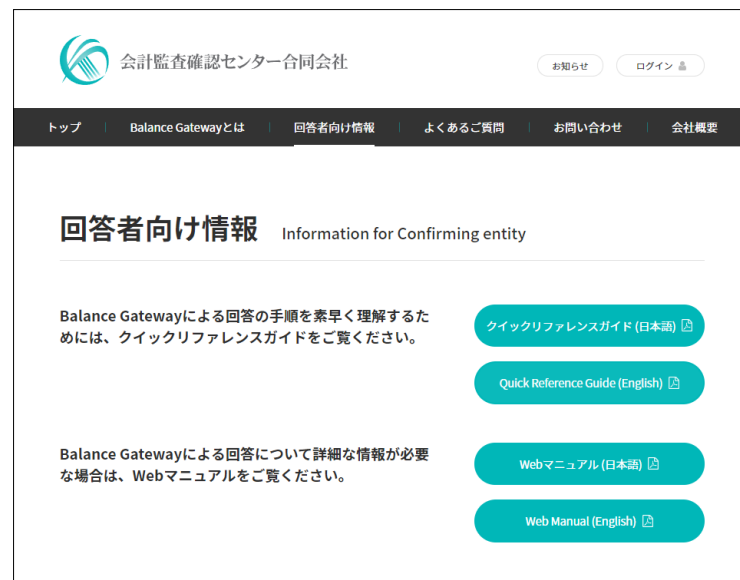 会計監査確認センター合同会社
お知らせ
ログイン
トップ
Balance Gatewayとは
回答者向け情報
よくあるご質問
お問い合わせ
会社概要
回答者向け情報 Information for Confirming entity
Balance Gatewayによる回答の手順を素早く理解するた
めには、クイックリファレンスガイドをご覧ください。
クイックリファレンスガイド (日本語)
Quick Reference Guide (English)
Balance Gatewayによる回答について詳細な情報が必要
な場合は、Webマニュアルをご覧ください。
Webマニュアル (日本語)
Web Manual (English)